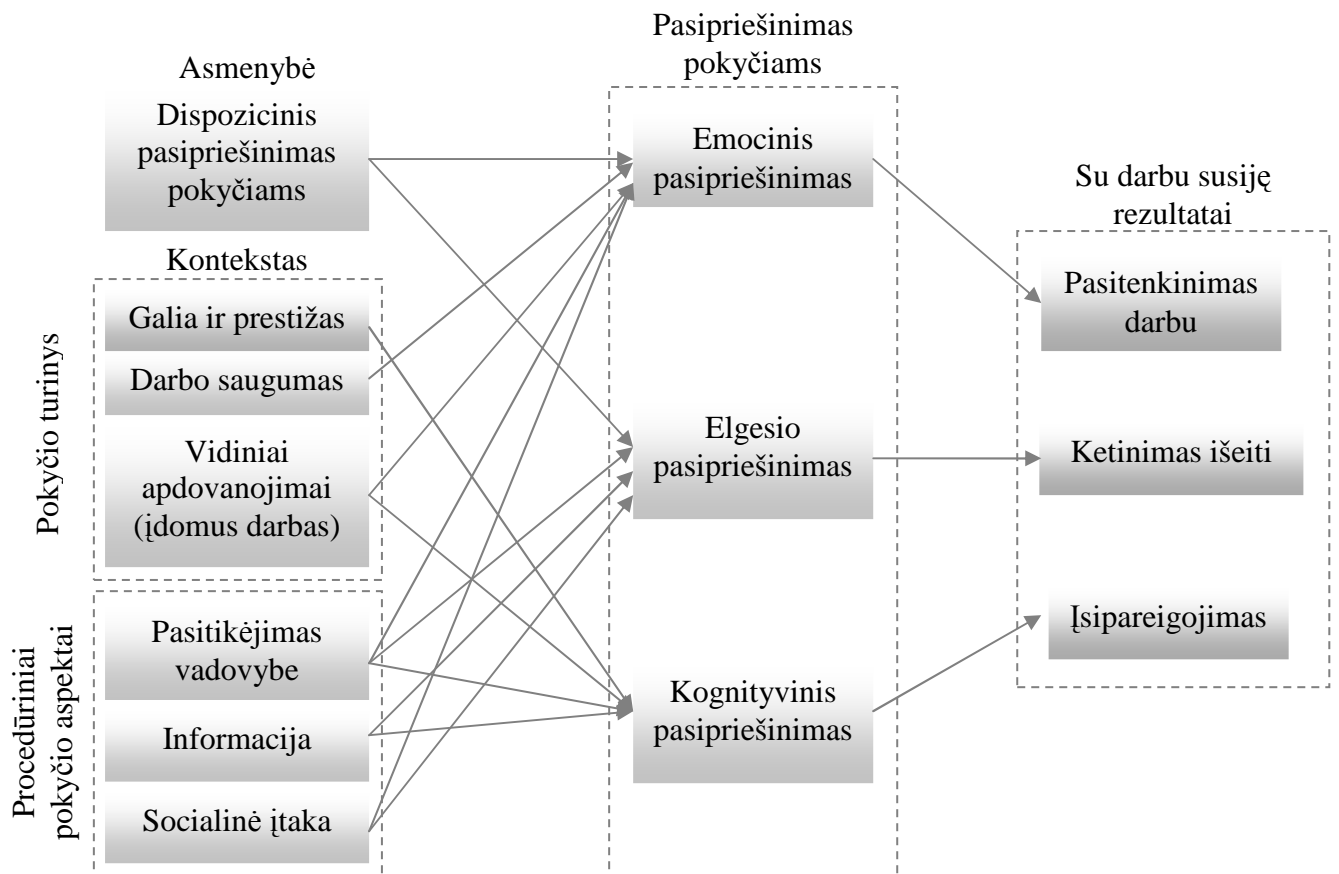 Asmenybė
Dispozicinis
pasipriešinimas
pokyčiams
Kontekstas
Pokyčio turinys
Galia ir prestižas
Darbo saugumas
Vidiniai
apdovanojimai
(įdomus darbas)
Procedūriniai
pokyčio aspektai
Pasitikėjimas
vadovybe
Informacija
Socialinė įtaka
Pasipriešinimas
pokyčiams
Emocinis
pasipriešinimas
Elgesio
pasipriešinimas
Kognityvinis
pasipriešinimas
Su darbu susiję
rezultatai
Pasitenkinimas
darbu
Ketinimas išeiti
Įsipareigojimas